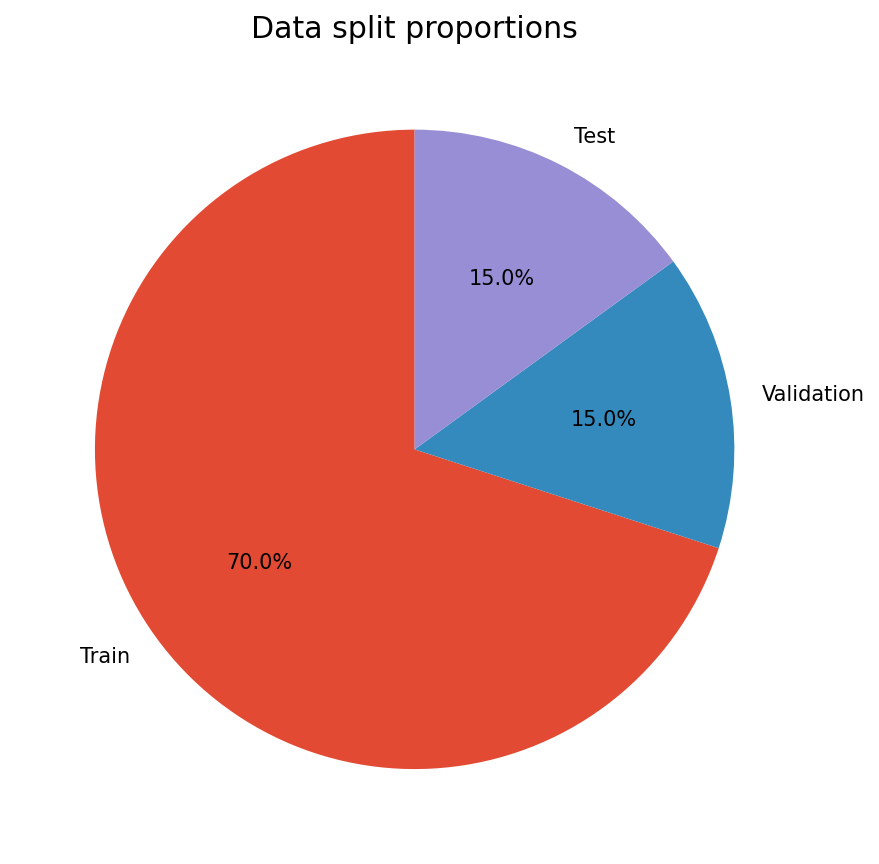 Data split proportions
Test
15.0%
Validation
15.0%
70.0%
Train